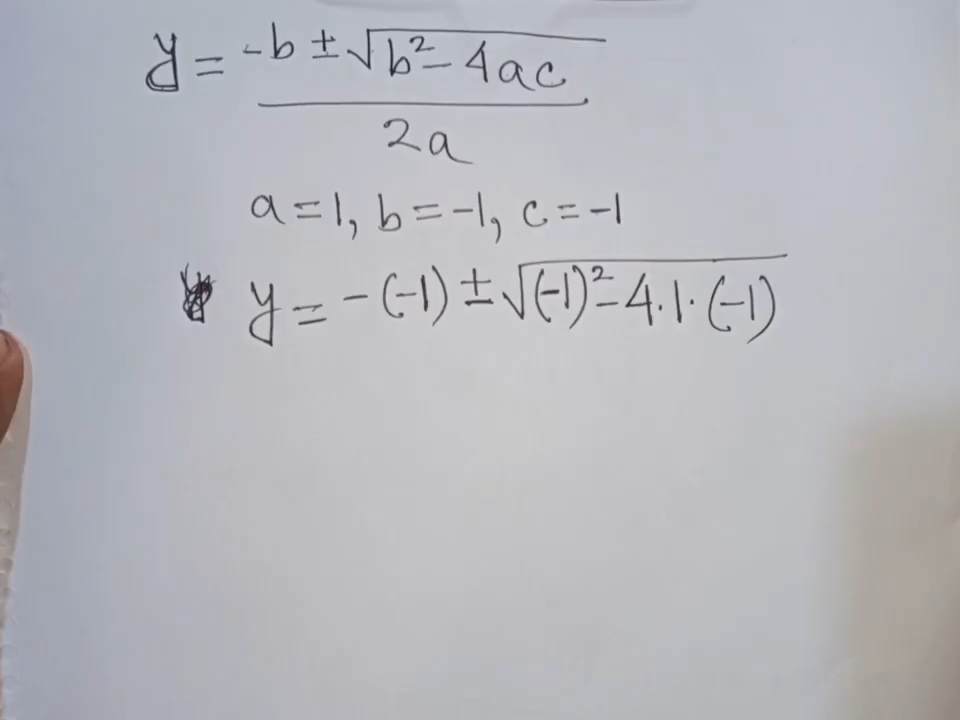 y = -b ± √b² - 4ac
2a
a = 1, b = -1, c = -1
y = -(-1) ± √(-1)² - 4.1.(-1)